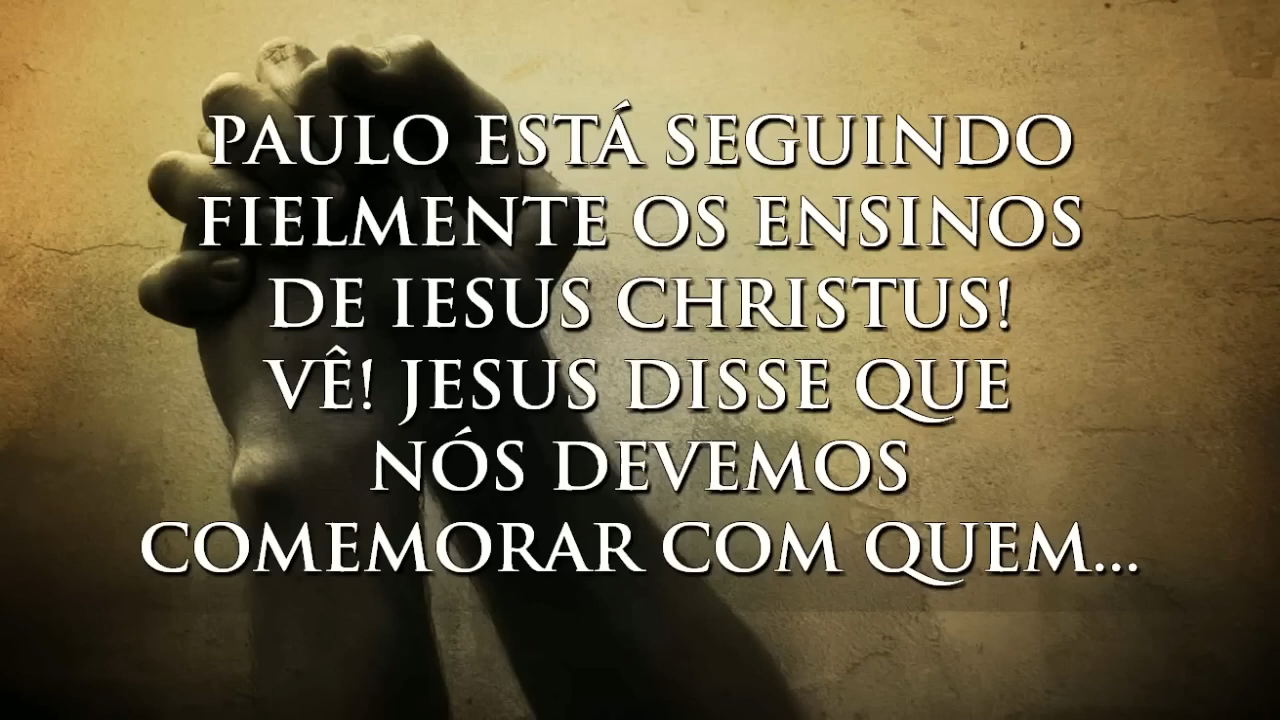 PAULO ESTÁ SEGUINDO
FIELMENTE OS ENSINOS
DE IESUS CHRISTUS!
VÊ! JESUS DISSE QUE
NÓS DEVEMOS
COMEMORAR COM QUEM...